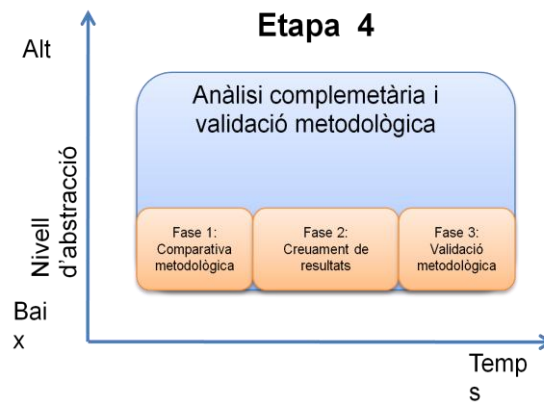 Etapa 4
Alt
Anàlisi complemetària i
validació metodològica
Nivell
d'abstracció
Fase 1:
Comparativa
metodològica
Fase 2:
Creuament de
resultats
Fase 3:
Validació
metodològica
Bai
x
Temp
s